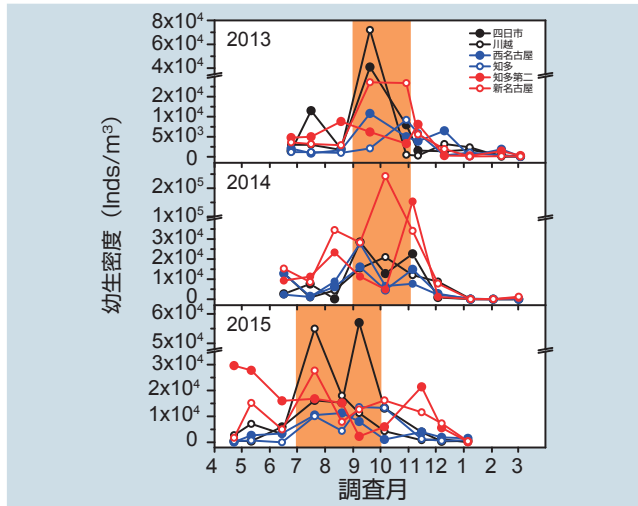 2013
8x10⁴
6x10⁴
4x10⁴
1x10⁴
5x10³
0
四日市
川越
西名古屋
知多
知多第二
新名古屋
2014
2x10⁵
1x10⁵
3x10⁴
2x10⁴
1x10⁴
0
2015
6x10⁴
5x10⁴
3x10⁴
2x10⁴
1x10⁴
0
幼生密度 (Inds/m³)
4 5 6 7 8 9 10 11 12 1 2 3
調査月